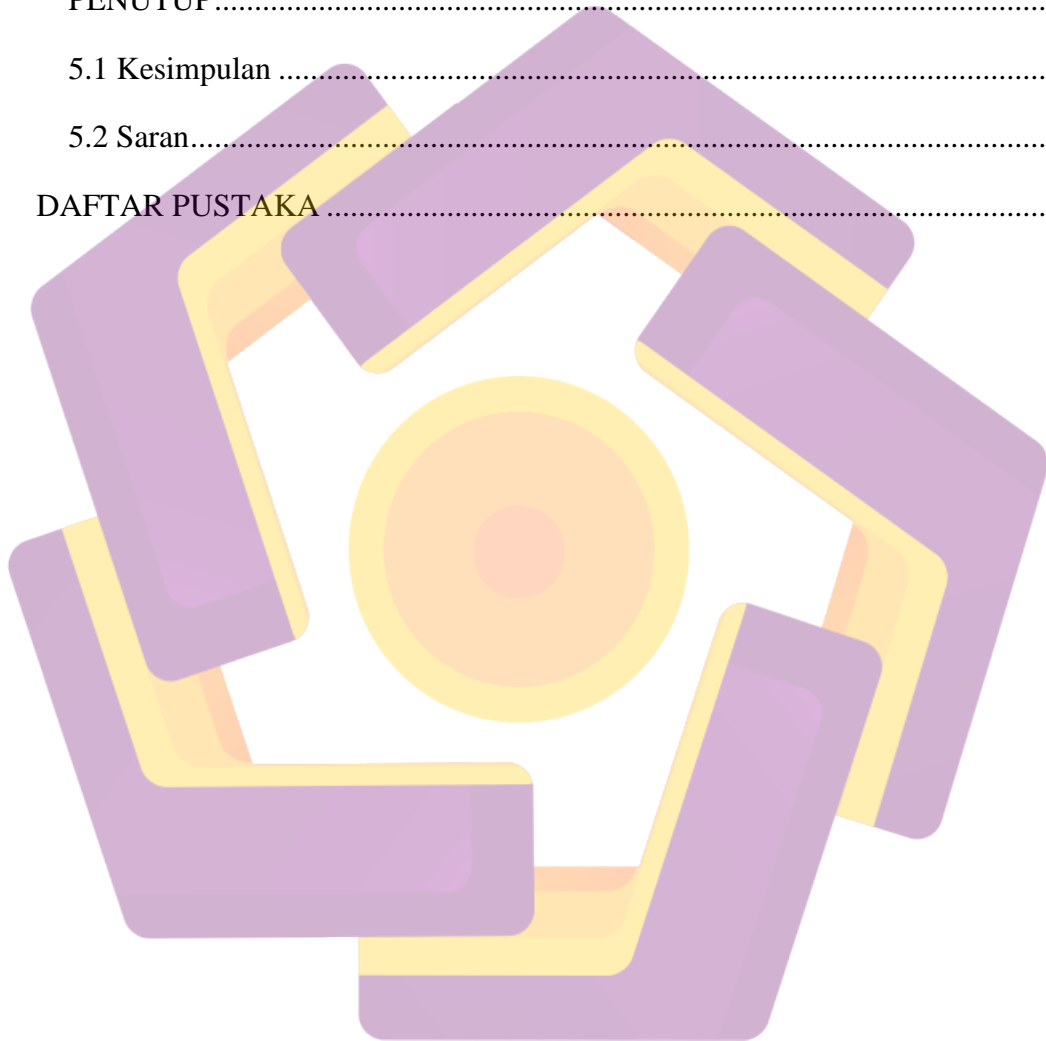 PENUTUP................................................................................................
5.1 Kesimpulan ................................................................................................
5.2 Saran................................................................................................
DAFTAR PUSTAKA ................................................................................................